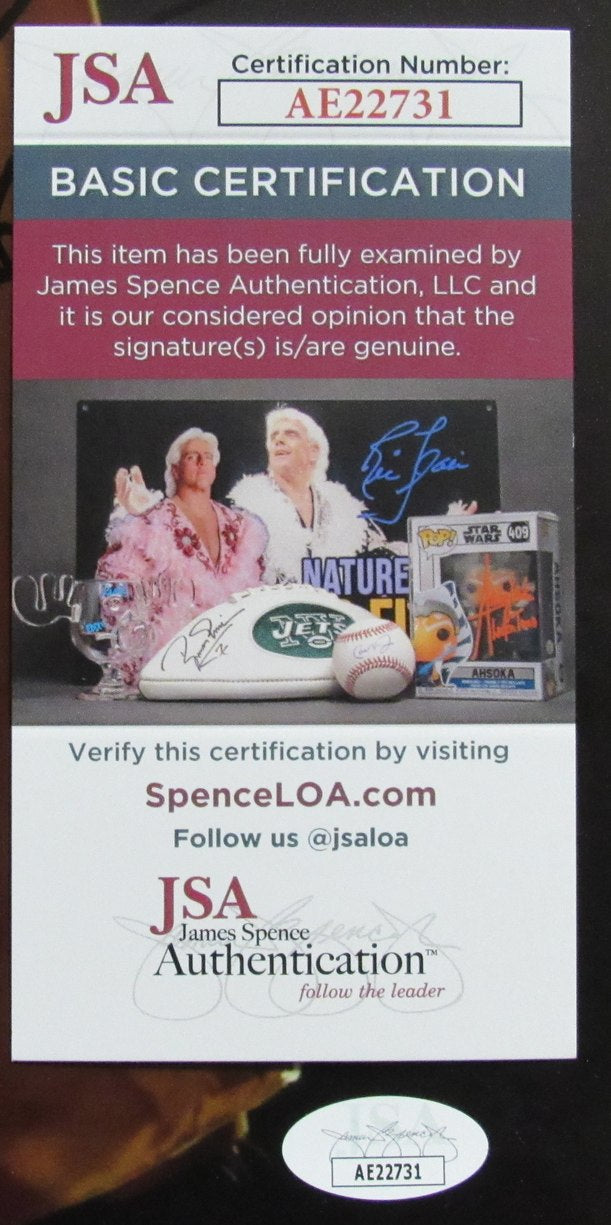 JSA
Certification Number:
AE22731
BASIC CERTIFICATION
This item has been fully examined by
James Spence Authentication, LLC and
it is our considered opinion that the
signature(s) is/are genuine.
NATURE
POP!
STAR
WARS
409
JETS
AHSOKA
Verify this certification by visiting
SpenceLOA.com
Follow us @jsaloa
JSA
James Spence
Authentication™
follow the leader
JSA
AE22731